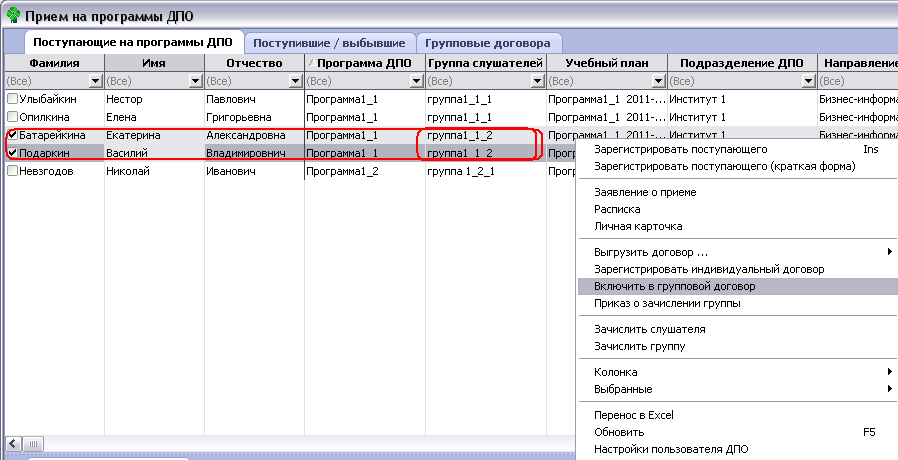 Прием на программы ДПО
Поступающие на программы ДПО Поступившие / выбывшие Групповые договора
Фамилия Имя Отчество Программа ДПО Группа слушателей Учебный план Подразделение ДПО Направление
(Все) (Все) (Все) (Все) (Все) (Все) (Все) (Все)
Улыбайкин Нестор Павлович Программа1_1 группа1_1_1 Программа1_1 2011-... Институт 1 Бизнес-информа
Опилкина Елена Григорьевна Программа1_1 группа1_1_1 Программа1_1 2011-... Институт 1 Бизнес-информа
Батарейкина Екатерина Александровна Программа1_1 группа1_1_2 Программа1_1 2011-... Институт 1 Бизнес-информа
Подаркин Василий Владимировнич Программа1_1 группа1_1_2 Прог
Невзгодов Николай Иванович Программа1_2 группа 1_2_1 Прог
Зарегистрировать поступающего Ins
Зарегистрировать поступающего (краткая форма)
Заявление о приеме
Расписка
Личная карточка
Выгрузить договор ...
Зарегистрировать индивидуальный договор
Включить в групповой договор
Приказ о зачислении группы
Зачислить слушателя
Зачислить группу
Колонка
Выбранные
Перенос в Excel
Обновить F5
Настройки пользователя ДПО